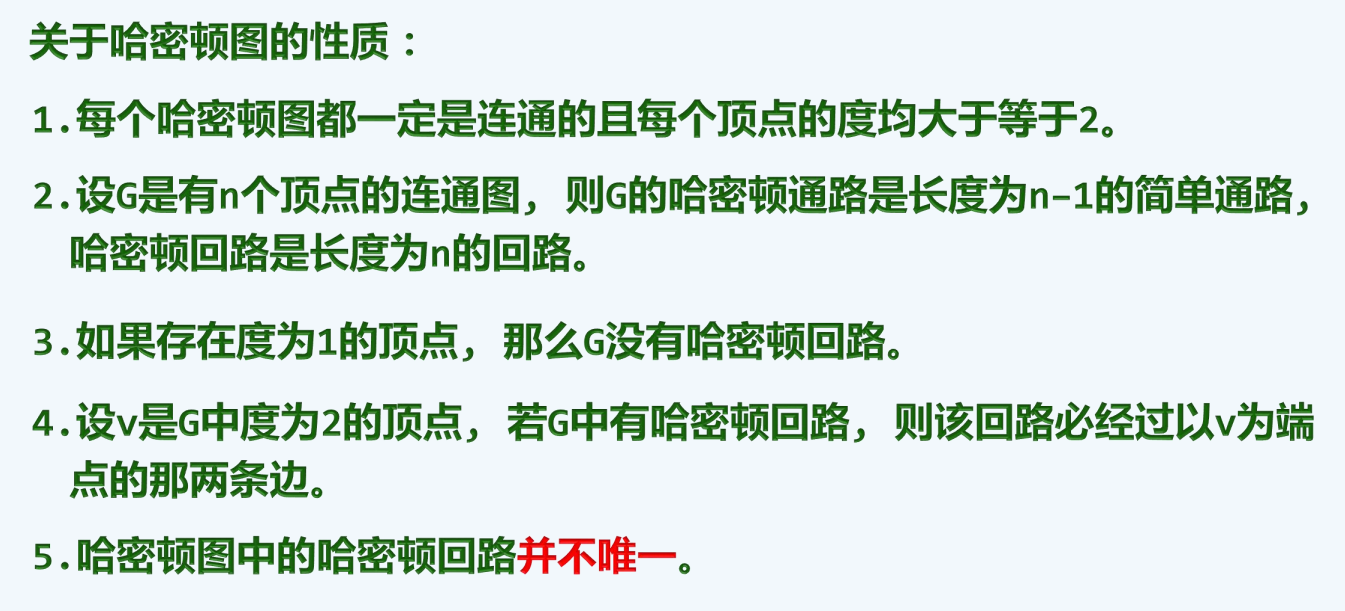 关于哈密顿图的性质：
1.每个哈密顿图都一定是连通的且每个顶点的度均大于等于2。
2.设G是有n个顶点的连通图，则G的哈密顿通路是长度为n-1的简单通路，
哈密顿回路是长度为n的回路。
3.如果存在度为1的顶点，那么G没有哈密顿回路。
4.设v是G中度为2的顶点，若G中有哈密顿回路，则该回路必经过以v为端
点的那两条边。
5.哈密顿图中的哈密顿回路并不唯一。